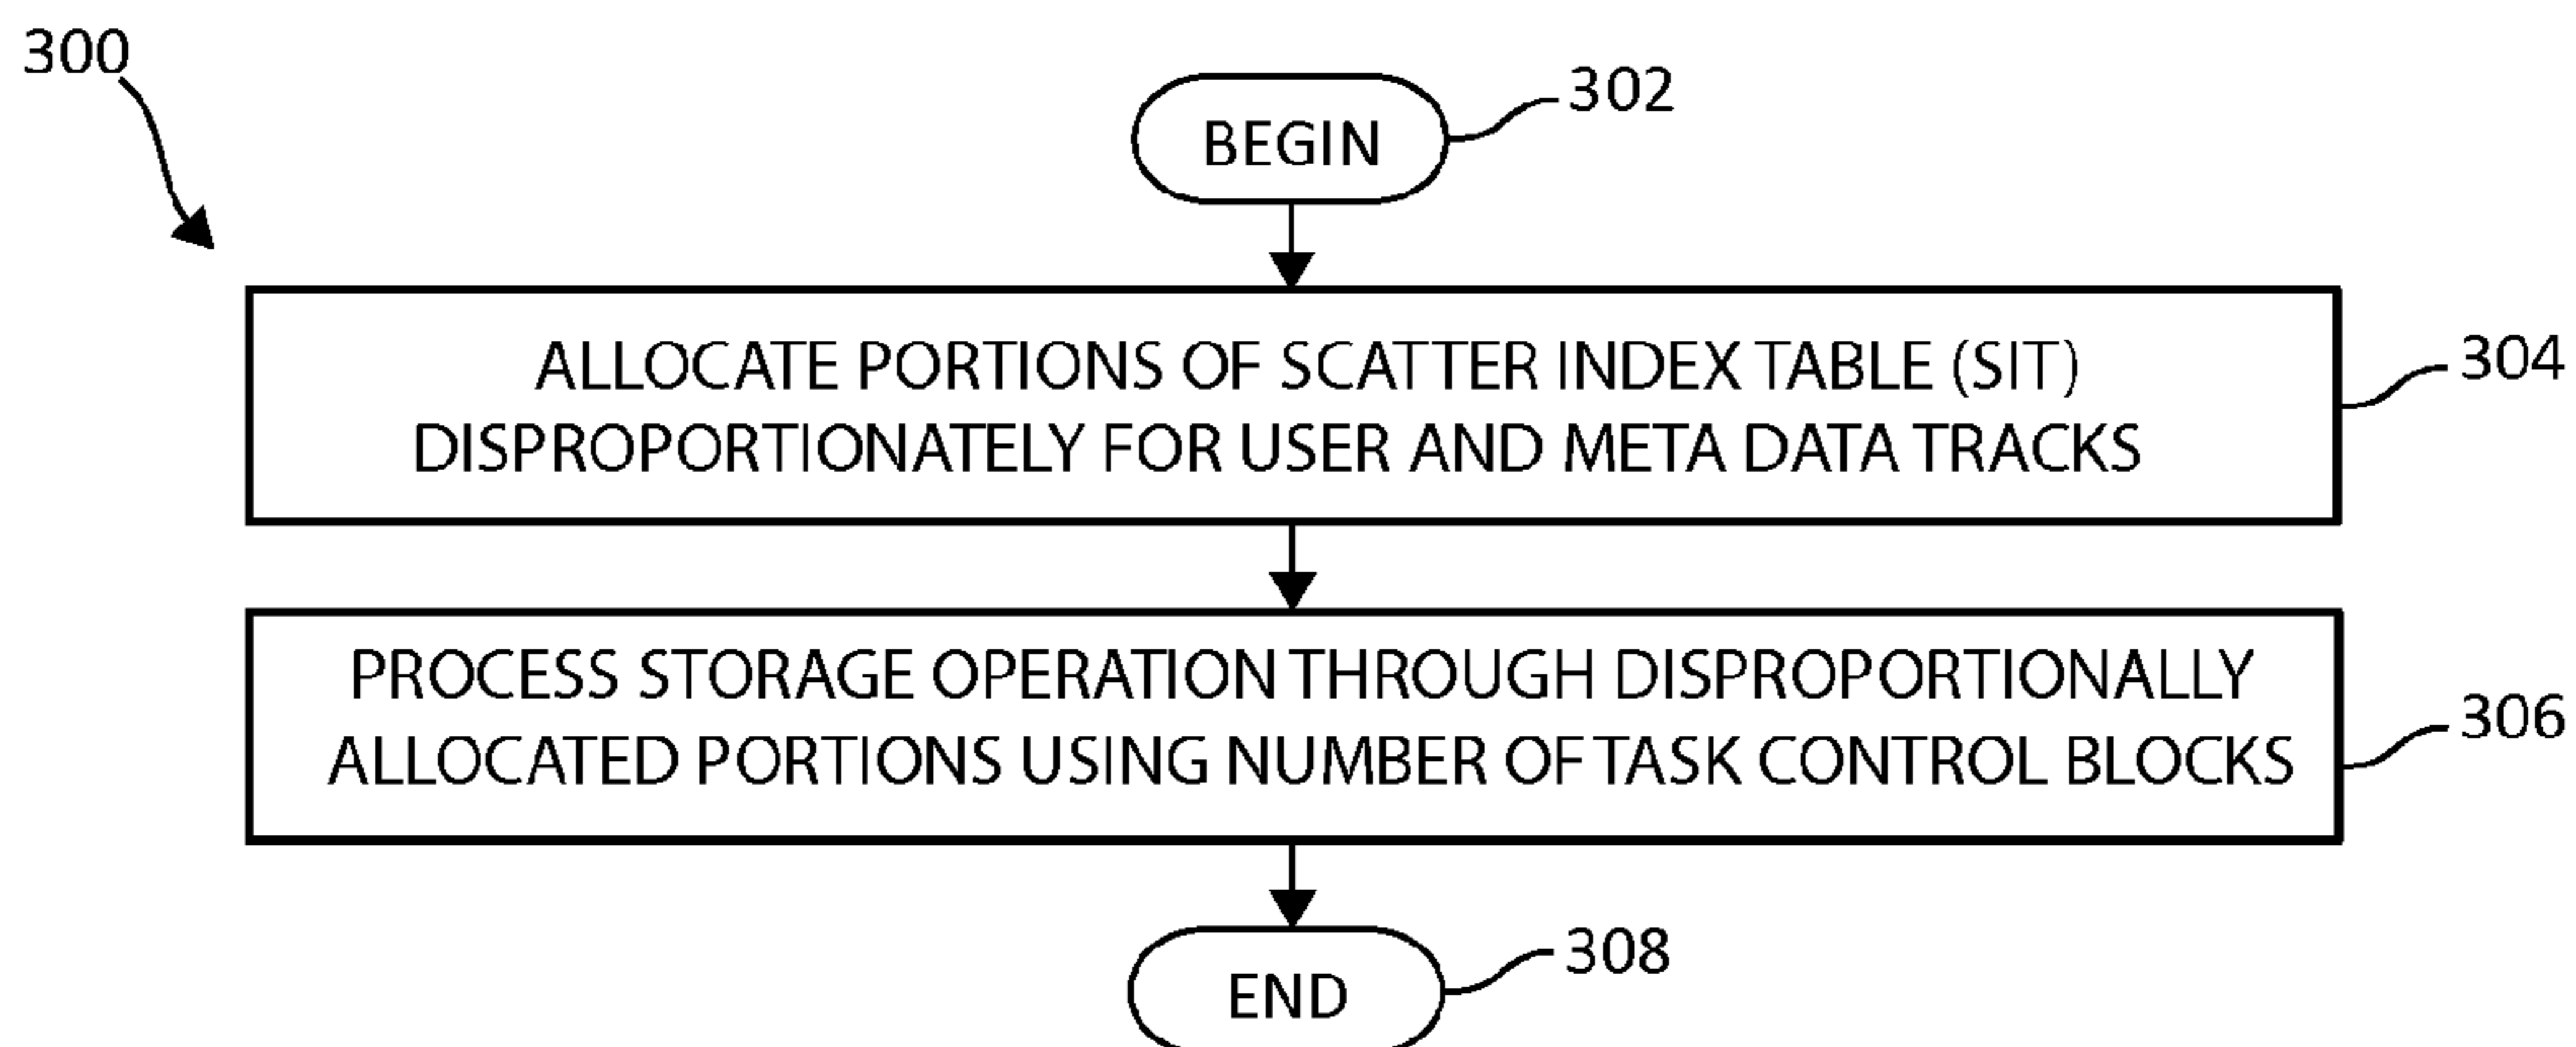 300
BEGIN
302
ALLOCATE PORTIONS OF SCATTER INDEX TABLE (SIT)
DISPROPORTIONATELY FOR USER AND META DATA TRACKS
304
PROCESS STORAGE OPERATION THROUGH DISPROPORTIONALLY
ALLOCATED PORTIONS USING NUMBER OF TASK CONTROL BLOCKS
306
END
308